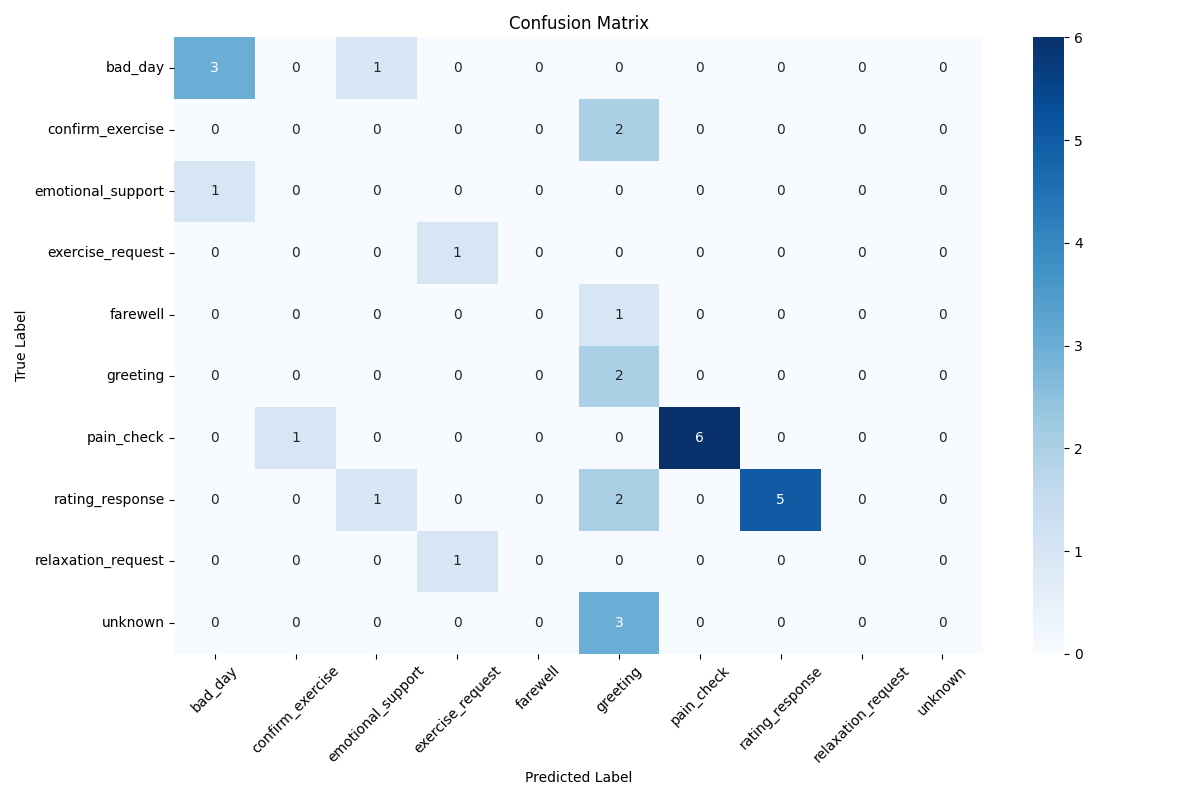 Confusion Matrix
True Label
bad_day 3 0 1 0 0 0 0 0 0 0
confirm_exercise 0 0 0 0 0 2 0 0 0 0
emotional_support 1 0 0 0 0 0 0 0 0 0
exercise_request 0 0 0 1 0 0 0 0 0 0
farewell 0 0 0 0 0 1 0 0 0 0
greeting 0 0 0 0 0 2 0 0 0 0
pain_check 0 1 0 0 0 0 6 0 0 0
rating_response 0 0 1 0 0 2 0 5 0 0
relaxation_request 0 0 0 1 0 0 0 0 0 0
unknown 0 0 0 0 0 3 0 0 0 0
bad_day confirm_exercise emotional_support exercise_request farewell greeting pain_check rating_response relaxation_request unknown
Predicted Label
6
5
4
3
2
1
0